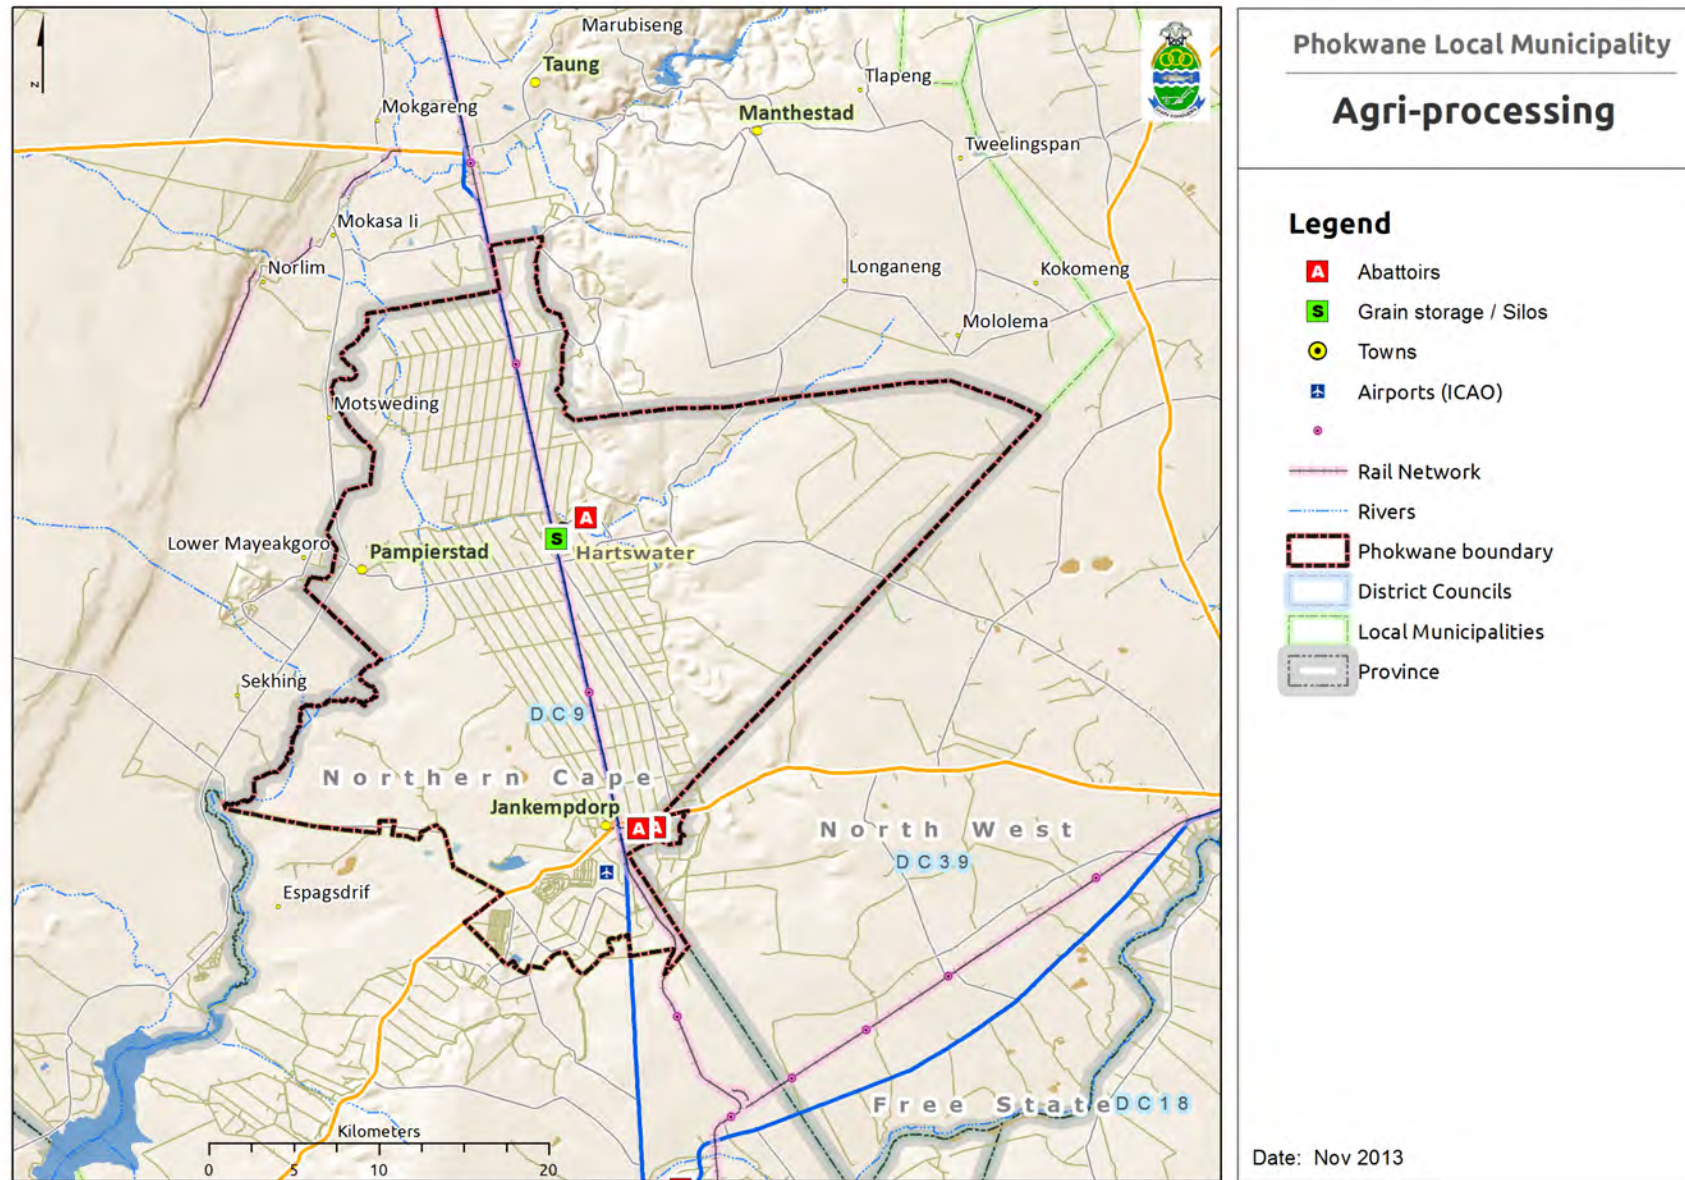 Phokwane Local Municipality
Agri-processing
Legend
A Abattoirs
S Grain storage / Silos
Towns
Airports (ICAO)
Rail Network
Rivers
Phokwane boundary
District Councils
Local Municipalities
Province
Date: Nov 2013
Marubiseng
Taung
Tlapeng
Mokgareng
Manthestad
Tweelingspan
Mokasa Ii
Norlim
Longaneng
Kokomeng
Mololema
Motsweding
A
S
Lower Mayeakgoro
Pampierstad
Hartswater
Sekhing
DC9
Northern Cape
Jankempdorp
A A
North West
DC39
Espagsdrif
Free State DC18
Kilometers
0 5 10 20
z